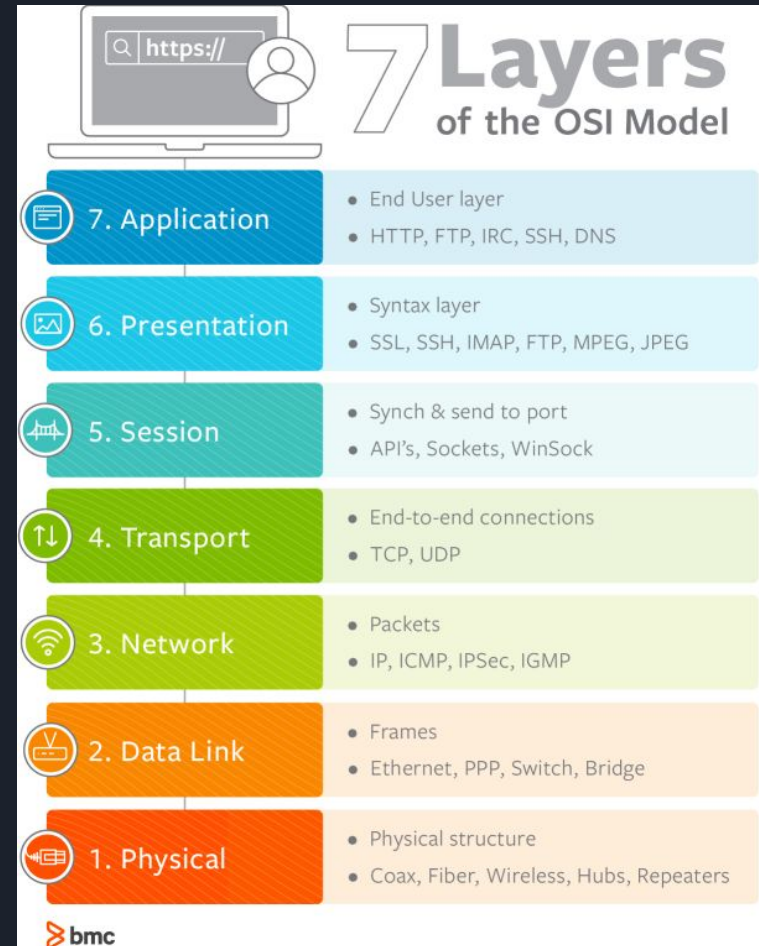 https://
7 Layers
of the OSI Model
7. Application
• End User layer
• HTTP, FTP, IRC, SSH, DNS
6. Presentation
• Syntax layer
• SSL, SSH, IMAP, FTP, MPEG, JPEG
5. Session
• Synch & send to port
• API's, Sockets, WinSock
4. Transport
• End-to-end connections
• TCP, UDP
3. Network
• Packets
• IP, ICMP, IPSec, IGMP
2. Data Link
• Frames
• Ethernet, PPP, Switch, Bridge
1. Physical
• Physical structure
• Coax, Fiber, Wireless, Hubs, Repeaters
bmc